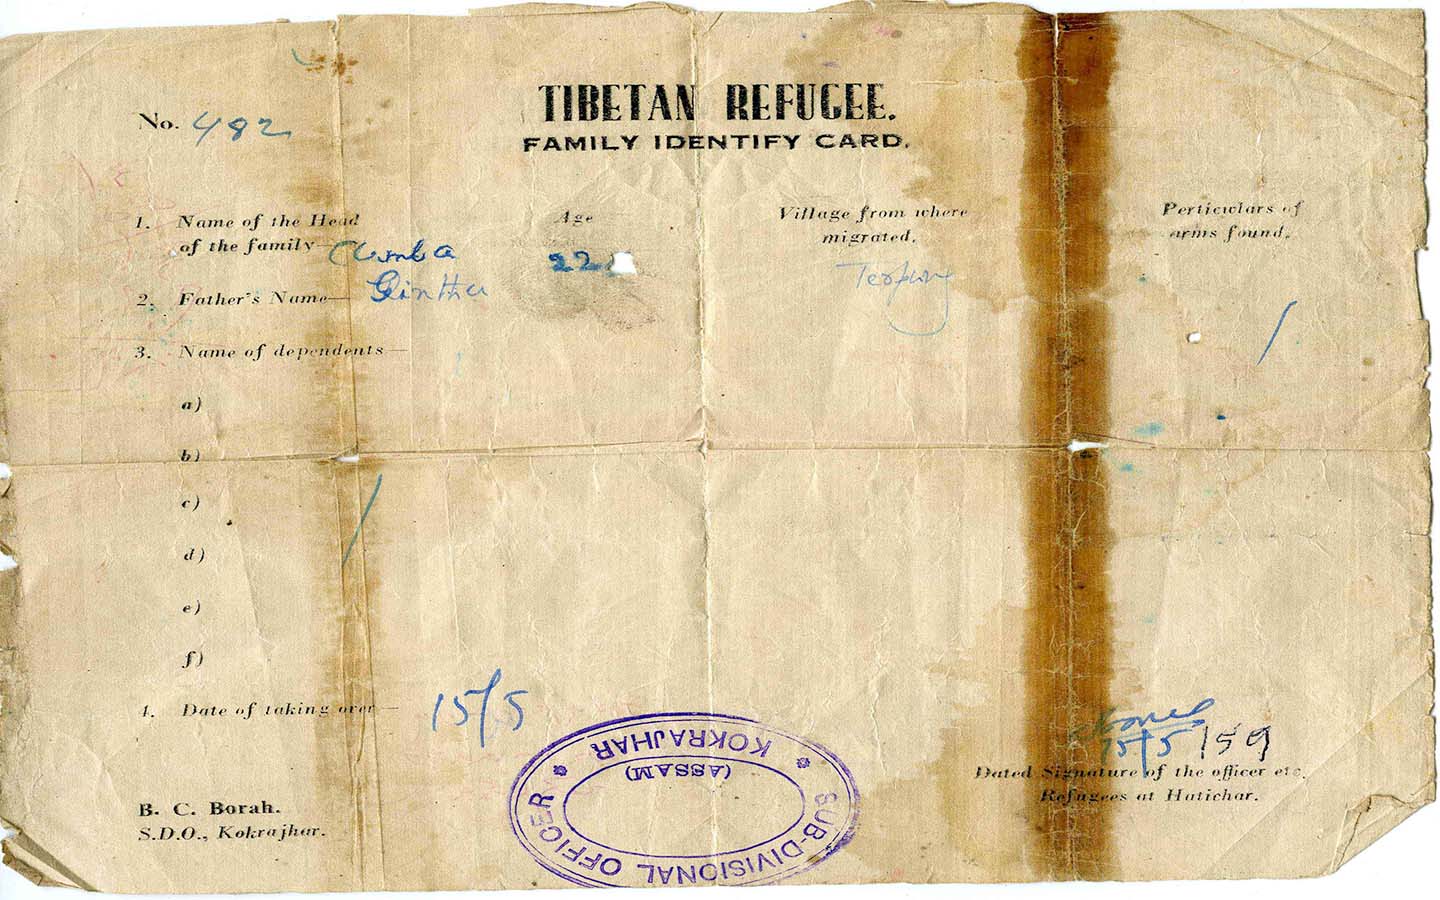 No. 482
TIBETAN REFUGEE.
FAMILY IDENTIFY CARD.
1. Name of the Head of the family—
Age
22
Village from where
migrated.
Perticwlars of
arms found.
2. Father's Name—
3. Name of dependents—
a)
b)
c)
d)
e)
f)
4. Date of taking over— 15/5
15/5/59
Dated Signature of the officer etc.
Refugees at Hatichar.
B. C. Borah.
S.D.O., Kokrajhar.
SUB-DIVISIONAL OFFICER * KOKRAJHAR *
(ASSAM)